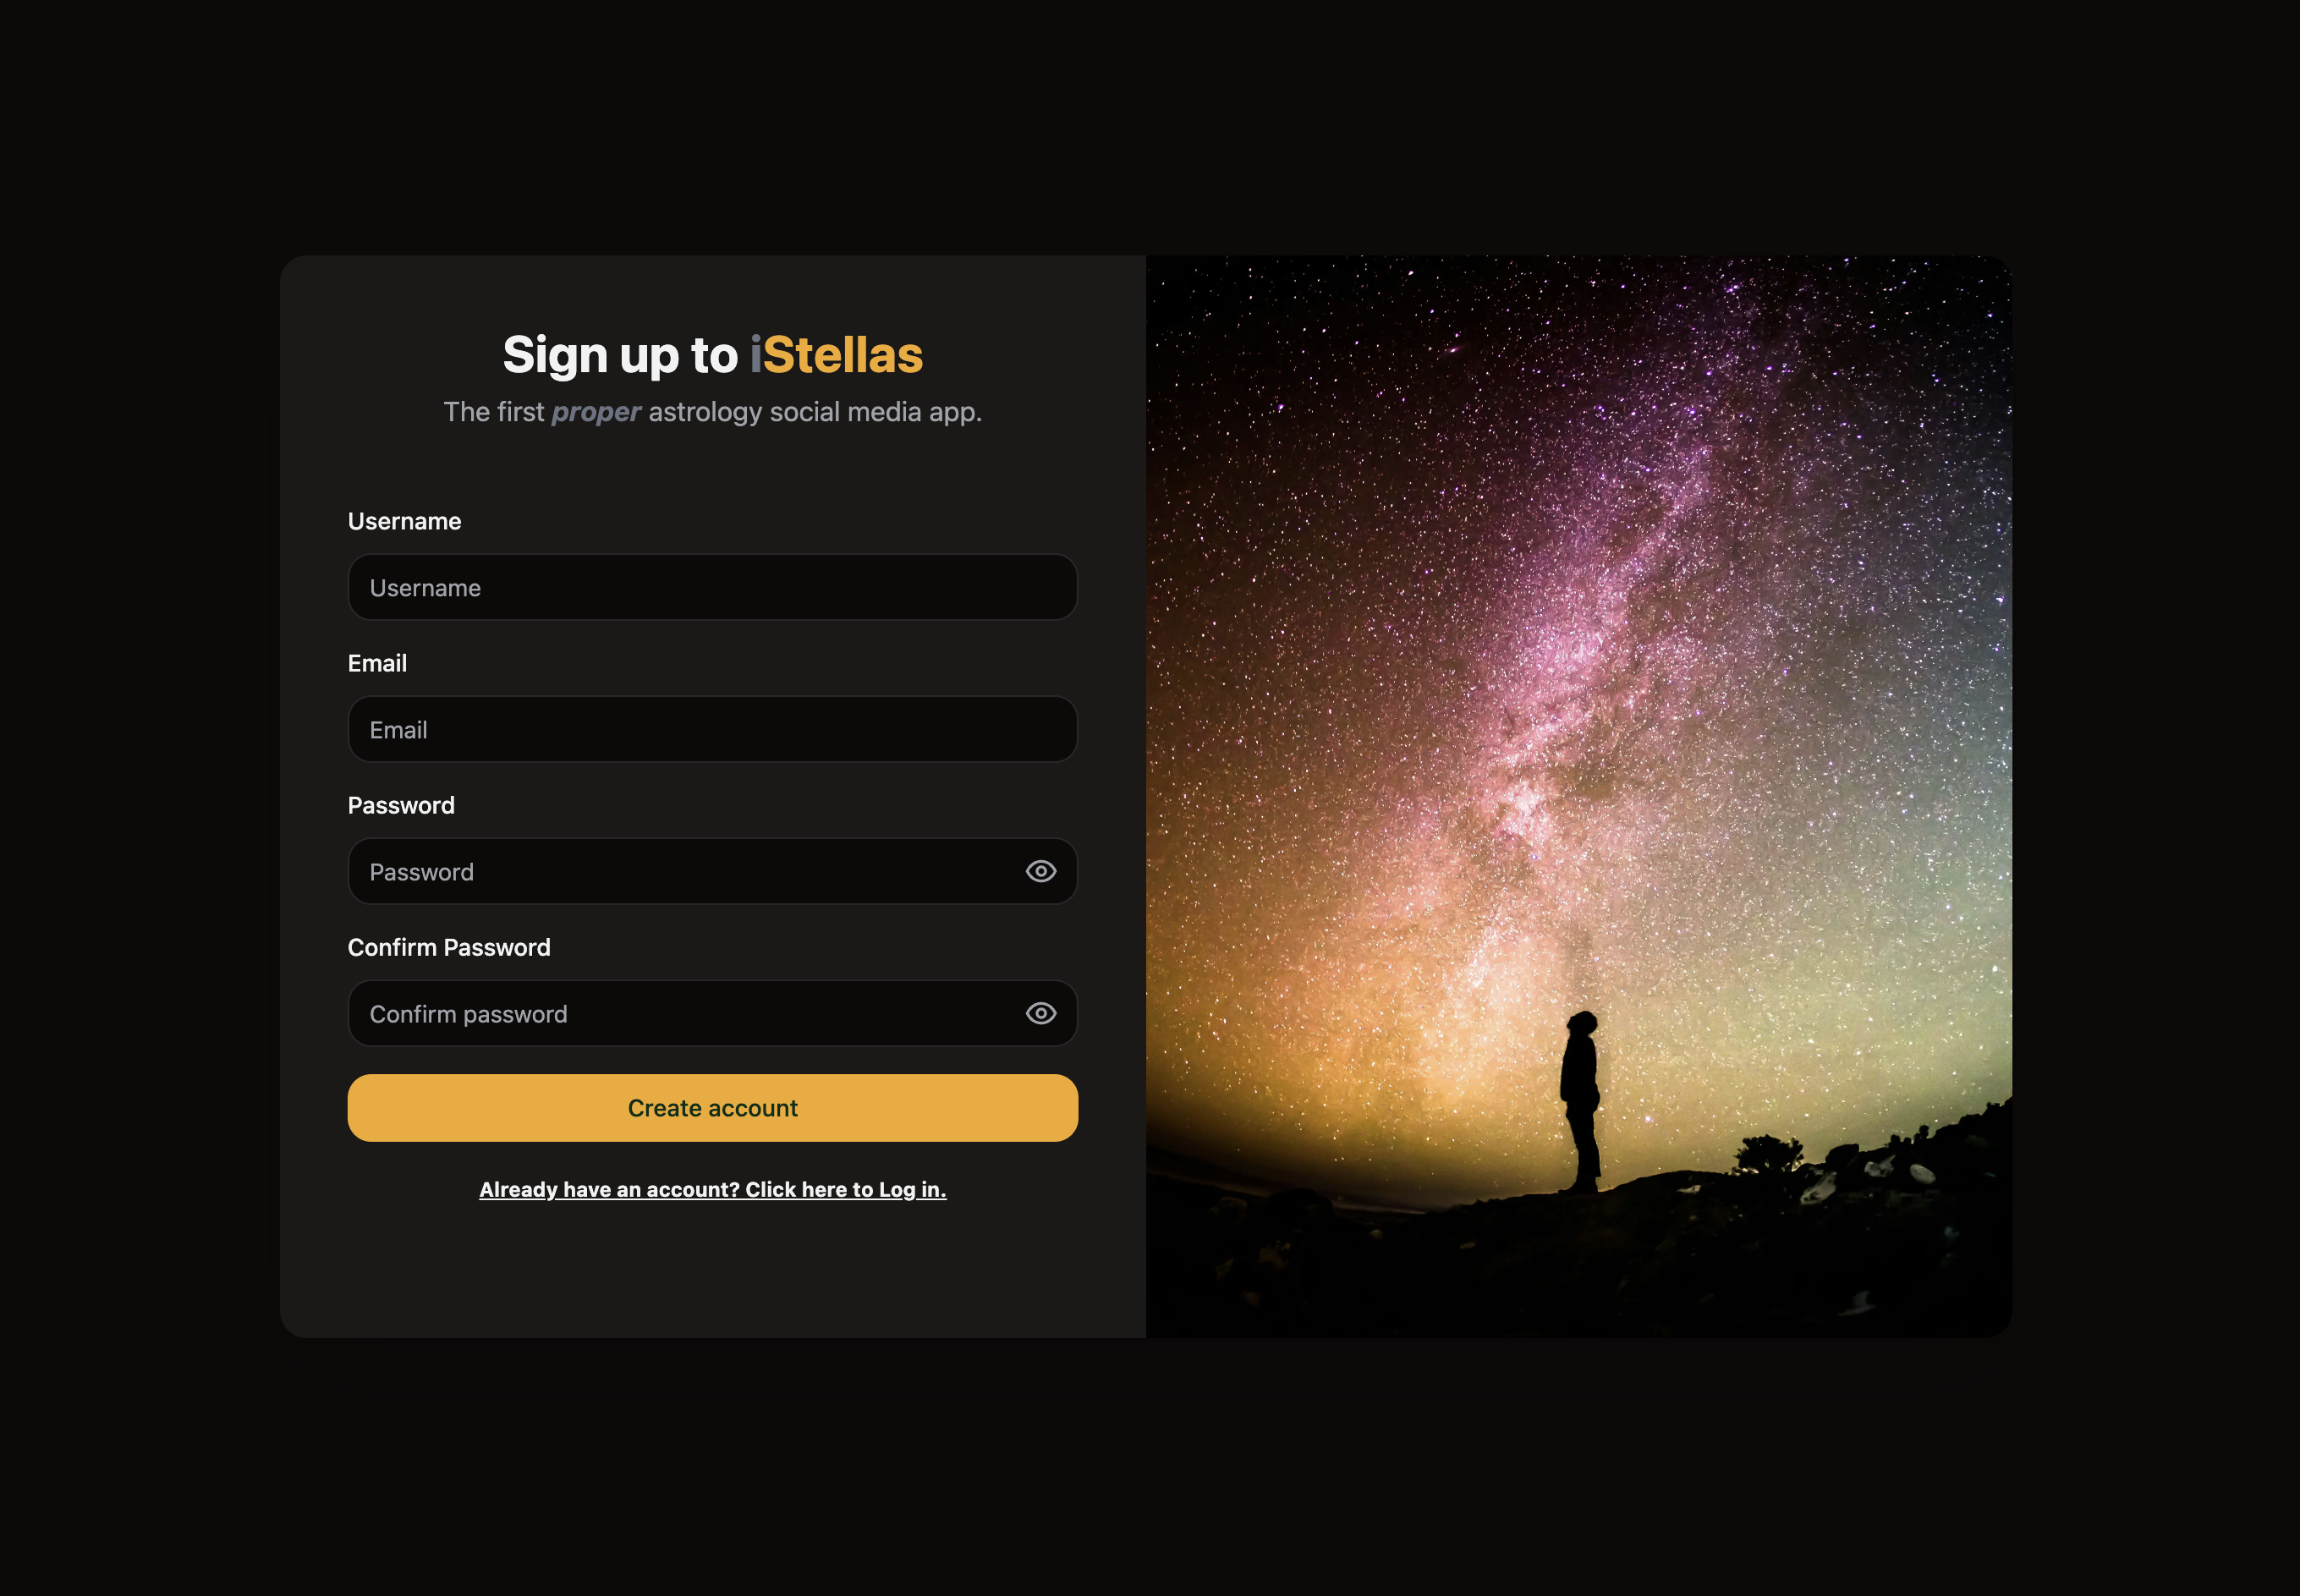 Sign up to iStellas
The first proper astrology social media app.
Username
Username
Email
Email
Password
Password
Confirm Password
Confirm password
Create account
Already have an account? Click here to Log in.